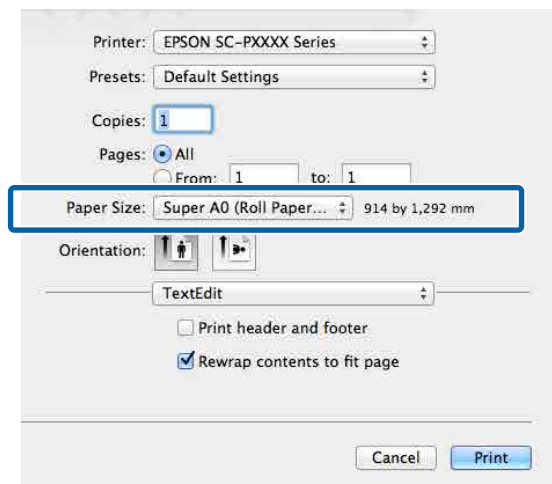 Printer: EPSON SC-PXXXX Series
Presets: Default Settings
Copies: 1
Pages: All
From: 1 to: 1
Paper Size: Super A0 (Roll Paper... 914 by 1,292 mm
Orientation:
TextEdit
Print header and footer
Rewrap contents to fit page
Cancel Print